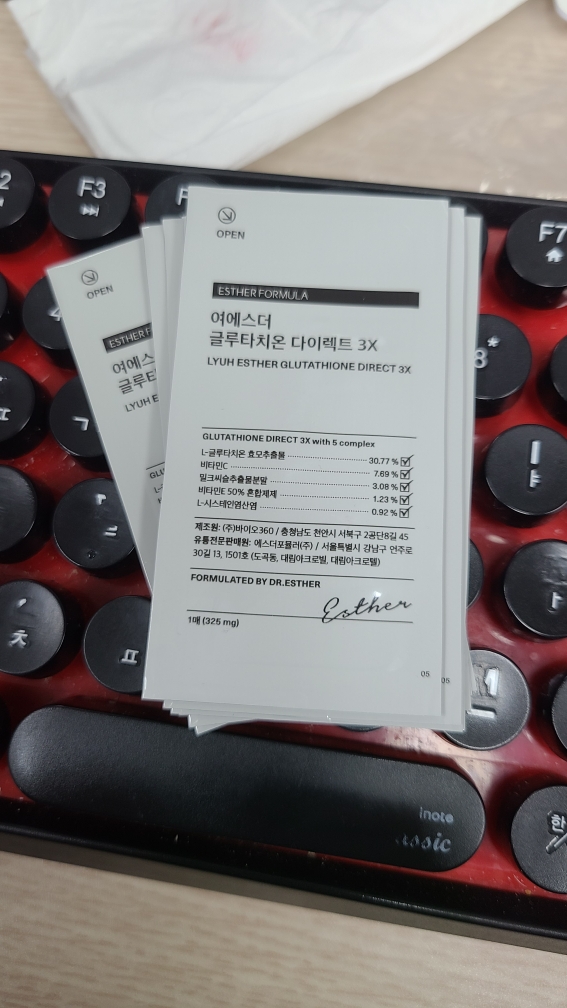 F3
F7
OPEN
ESTHER FORMULA
여에스더
글루타치온 다이렉트 3X
LYUH ESTHER GLUTATHIONE DIRECT 3X
GLUTATHIONE DIRECT 3X with 5 complex
L-글루타치온 효모추출물 30.77 %
비타민C 7.69 %
밀크씨슬추출물분말 3.08 %
비타민E 50% 혼합제제 1.23 %
L-시스테인염산염 0.92 %
제조원: (주)바이오360 / 충청남도 천안시 서북구 2공단8길 45
유통전문판매원: 에스더포뮬러(주) / 서울특별시 강남구 언주로
30길 13, 1501호 (도곡동, 대림아크로빌, 대림아크로텔)
FORMULATED BY DR.ESTHER
Esther
1매 (325 mg)
05
05
OPEN
ESTHER F
여에스
글루타
LYUH E
ㄱ
ㅊ
ㅍ
inote
한